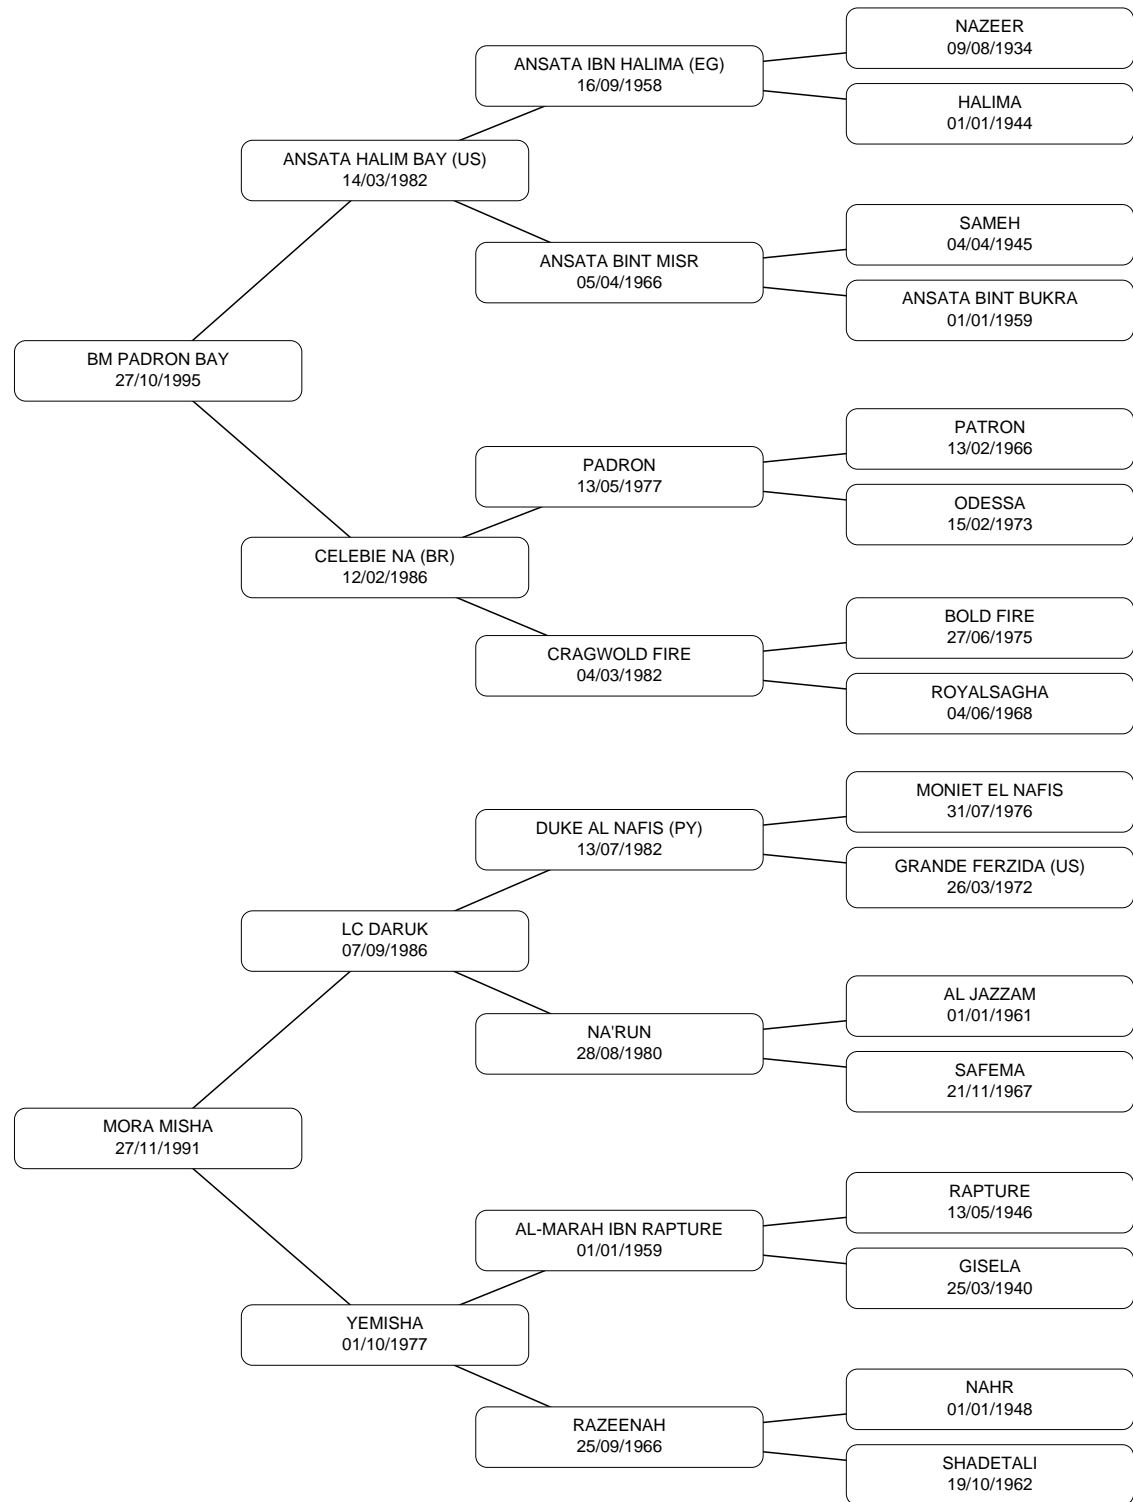 NAZEER
09/08/1934
ANSATA IBN HALIMA (EG)
16/09/1958
HALIMA
01/01/1944
ANSATA HALIM BAY (US)
14/03/1982
SAMEH
04/04/1945
ANSATA BINT MISR
05/04/1966
ANSATA BINT BUKRA
01/01/1959
BM PADRON BAY
27/10/1995
PATRON
13/02/1966
PADRON
13/05/1977
ODESSA
15/02/1973
CELEBIE NA (BR)
12/02/1986
BOLD FIRE
27/06/1975
CRAGWOLD FIRE
04/03/1982
ROYALSAGHA
04/06/1968
MONIET EL NAFIS
31/07/1976
DUKE AL NAFIS (PY)
13/07/1982
GRANDE FERZIDA (US)
26/03/1972
LC DARUK
07/09/1986
AL JAZZAM
01/01/1961
NA'RUN
28/08/1980
SAFEMA
21/11/1967
MORA MISHA
27/11/1991
RAPTURE
13/05/1946
AL-MARAH IBN RAPTURE
01/01/1959
GISELA
25/03/1940
YEMISHA
01/10/1977
NAHR
01/01/1948
RAZEENAH
25/09/1966
SHADETALI
19/10/1962